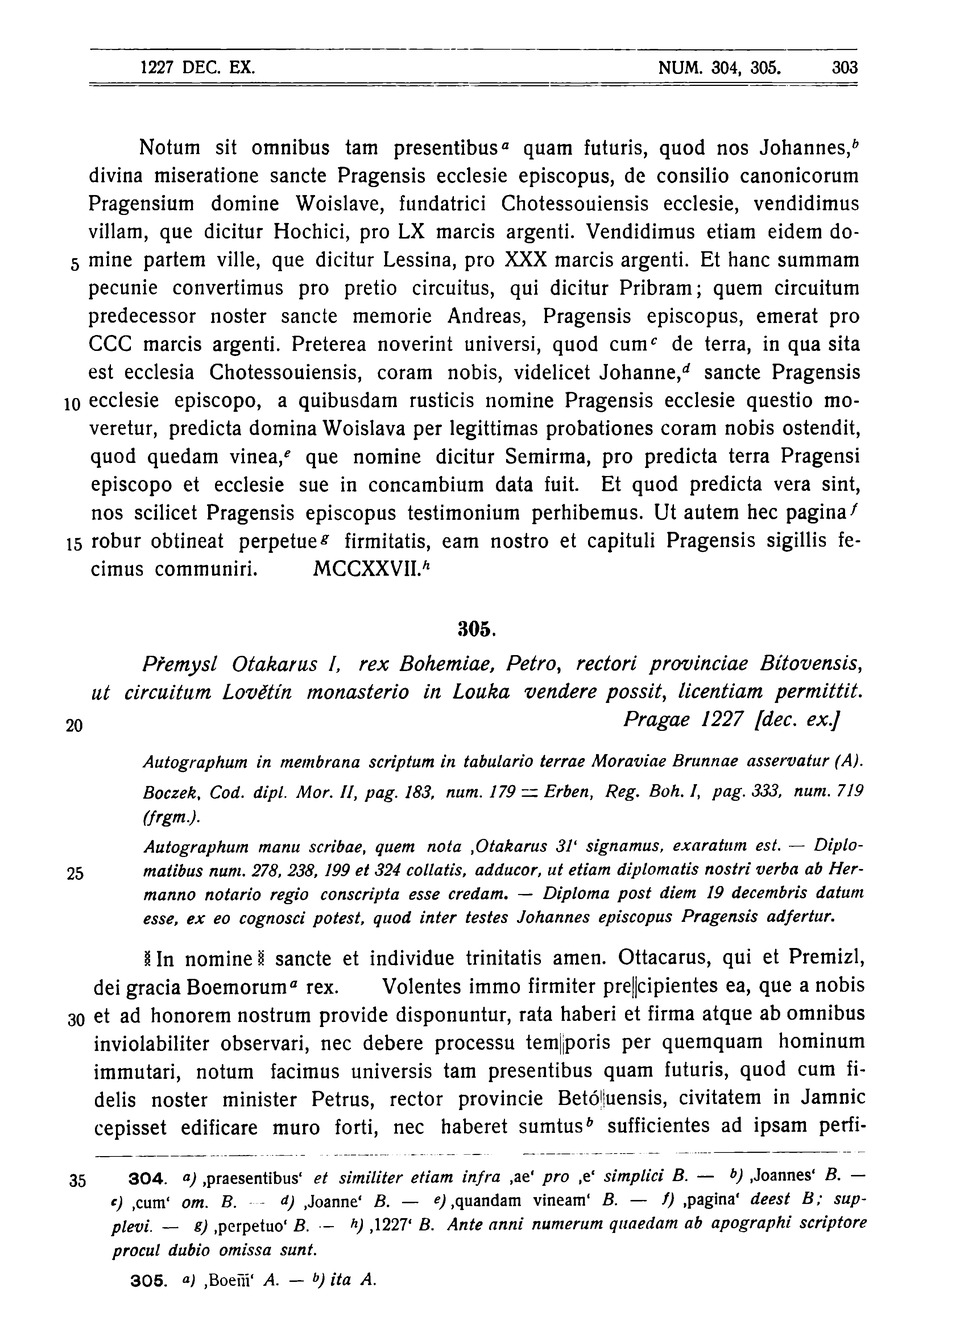 1227 DEC. EX. NUM. 304, 305. 303
Notum sit omnibus tam presentibus a quam futuris, quod nos Johannes, b
divina miseratione sancte Pragensis ecclesie episcopus, de consilio canonicorum
Pragensium domine Woislave, fundatrici Chotessouiensis ecclesie, vendidimus
villam, que dicitur Hochici, pro LX marcis argenti. Vendidimus etiam eidem do-
5 mine partem ville, que dicitur Lessina, pro XXX marcis argenti. Et hanc summam
pecunie convertimus pro pretio circuitus, qui dicitur Pribram; quem circuitum
predecessor noster sancte memorie Andreas, Pragensis episcopus, emerat pro
CCC marcis argenti. Preterea noverint universi, quod cum c de terra, in qua sita
est ecclesia Chotessouiensis, coram nobis, videlicet Johanne, d sancte Pragensis
10 ecclesie episcopo, a quibusdam rusticis nomine Pragensis ecclesie questio mo-
veretur, predicta domina Woislava per legittimas probationes coram nobis ostendit,
quod quedam vinea, e que nomine dicitur Semirma, pro predicta terra Pragensi
episcopo et ecclesie sue in concambium data fuit. Et quod predicta vera sint,
nos scilicet Pragensis episcopus testimonium perhibemus. Ut autem hec pagina f
15 robur obtineat perpetue g firmitatis, eam nostro et capituli Pragensis sigillis fe-
cimus communiri. MCCXXVII. h
305.
Přemysl Otakarus I, rex Bohemiae, Petro, rectori provinciae Bítovensis,
ut circuitum Lovětín monasterio in Louka vendere possit, licentiam permittit.
20 Pragae 1227 [dec. ex.]
Autographum in membrana scriptum in tabulario terrae Moraviae Brunnae asservatur (A).
Boczek, Cod. dipl. Mor. II, pag. 183, num. 179 = Erben, Reg. Boh. I, pag. 333, num. 719
(frgm.).
Autographum manu scribae, quem nota ‚Otakarus 31‘ signamus, exaratum est. — Diplo-
25 matibus num. 278, 238, 199 et 324 collatis, adducor, ut etiam diplomatis nostri verba ab Her-
manno notario regio conscripta esse credam. — Diploma post diem 19 decembris datum
esse, ex eo cognosci potest, quod inter testes Johannes episcopus Pragensis adfertur.
In nomine sancte et individue trinitatis amen. Ottacarus, qui et Premizl,
dei gracia Boemorum a rex. Volentes immo firmiter pre||cipientes ea, que a nobis
30 et ad honorem nostrum provide disponuntur, rata haberi et firma atque ab omnibus
inviolabiliter observari, nec debere processu tem||poris per quemquam hominum
immutari, notum facimus universis tam presentibus quam futuris, quod cum fi-
delis noster minister Petrus, rector provincie Betó||uensis, civitatem in Jamnic
cepisset edificare muro forti, nec haberet sumtus b sufficientes ad ipsam perfi-
35 304. a) ‚praesentibus‘ et similiter etiam infra ‚ae‘ pro ‚e‘ simplici B. — b) ‚Joannes‘ B. —
c) ‚cum‘ om. B. — d) ‚Joanne‘ B. — e) ‚quandam vineam‘ B. — f) ‚pagina‘ deest B; sup-
plevi. — g) ‚perpetuo‘ B. — h) ‚1227‘ B. Ante anni numerum quaedam ab apographi scriptore
procul dubio omissa sunt.
305. a) ‚Boem̄‘ A. — b) ita A.